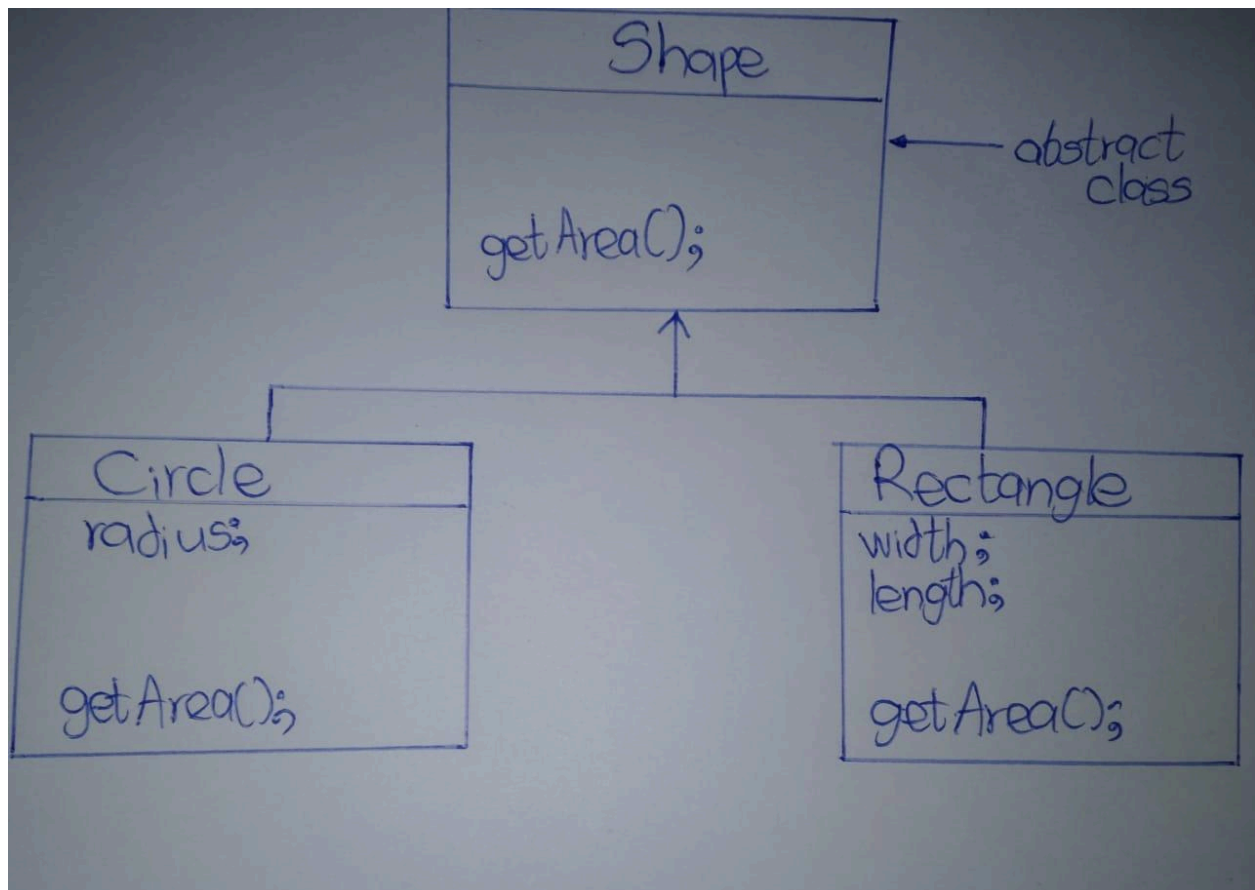 Shape
getArea();
abstract
class
Circle
radius;
getArea();
Rectangle
width;
length;
getArea();